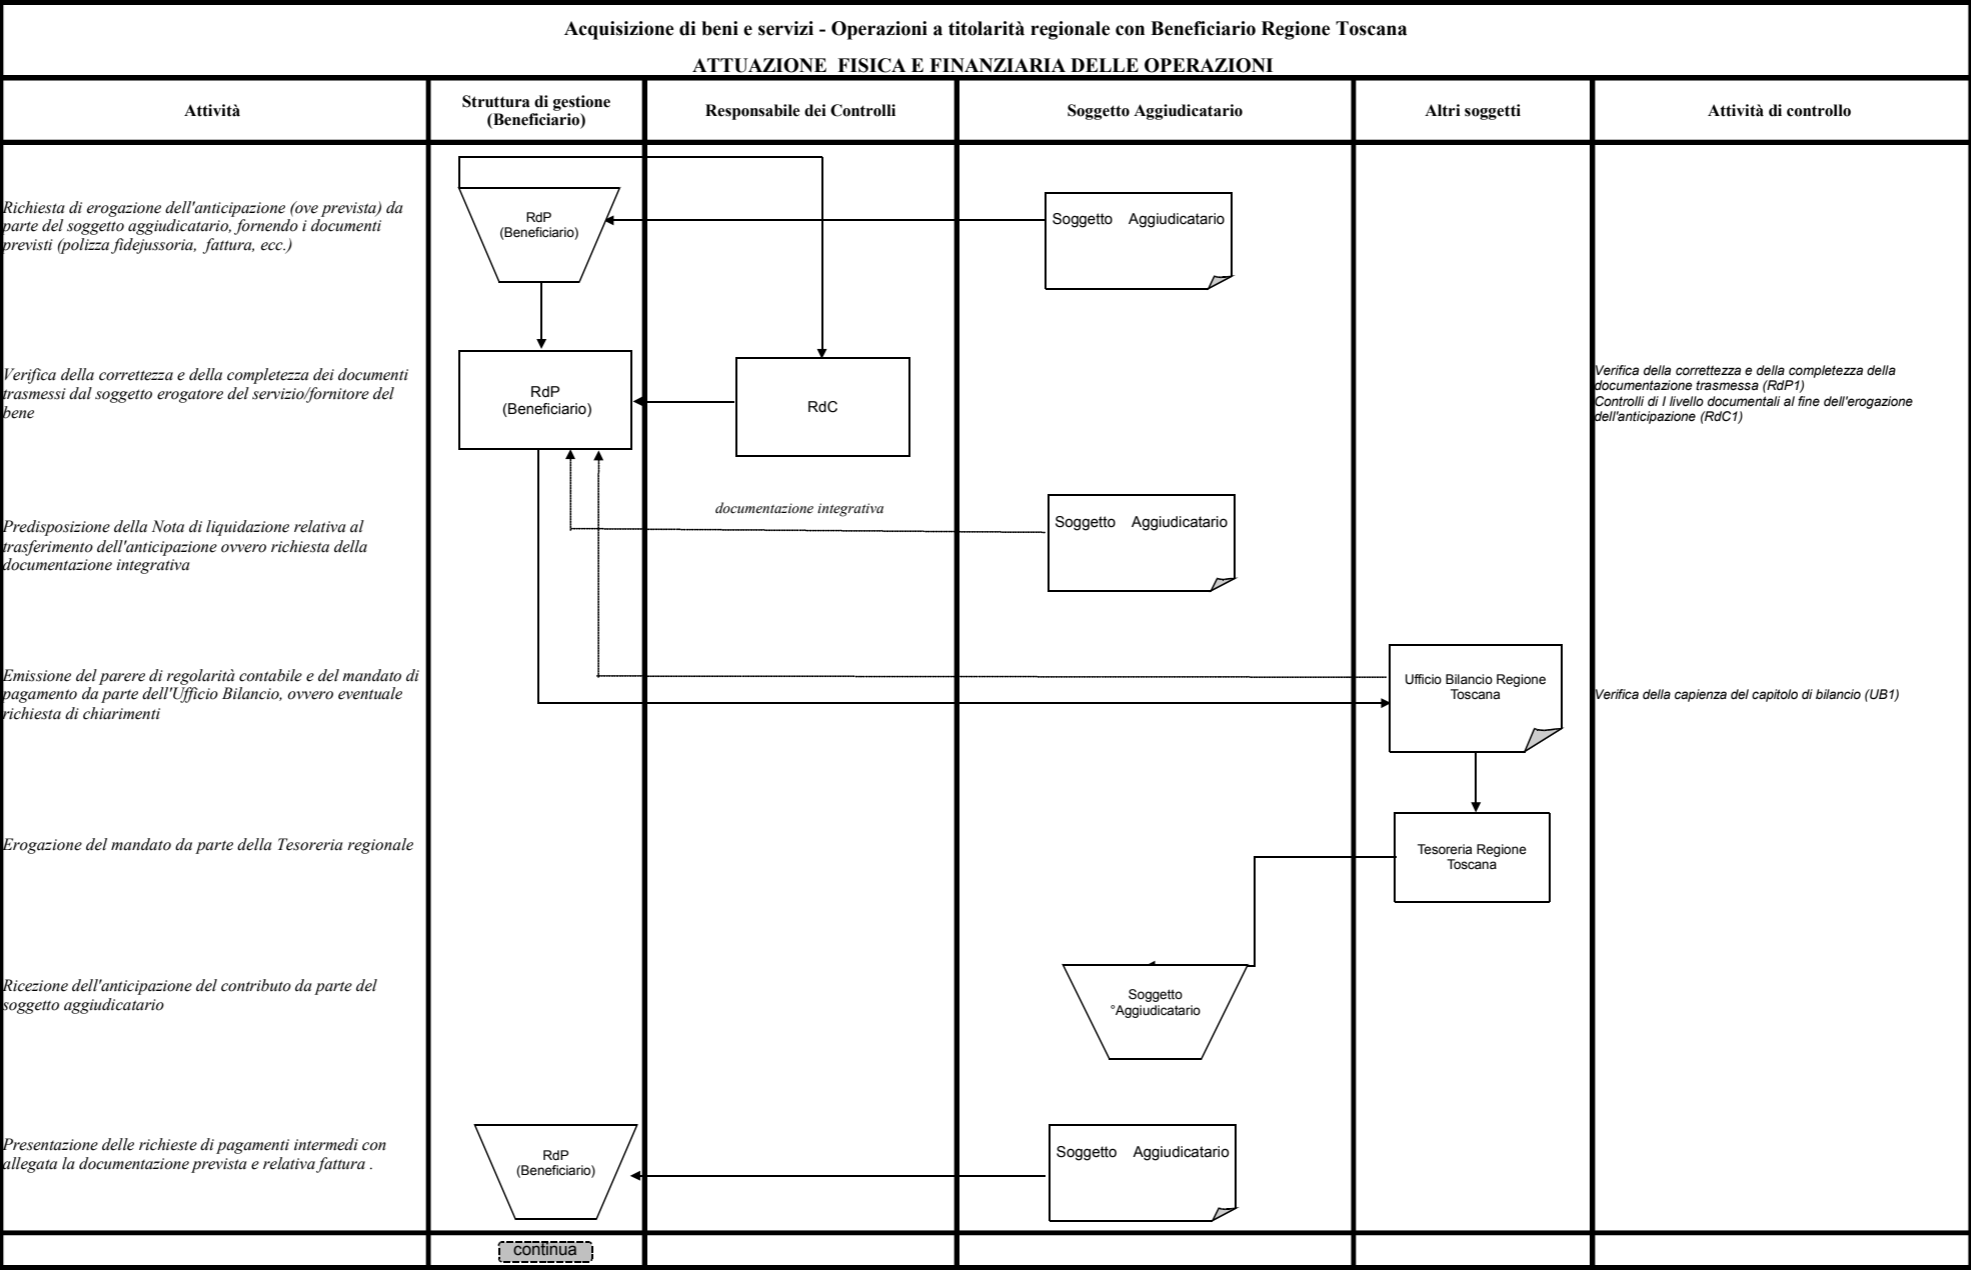 Acquisizione di beni e servizi - Operazioni a titolarità regionale con Beneficiario Regione Toscana
ATTUAZIONE FISICA E FINANZIARIA DELLE OPERAZIONI
Attività
Struttura di gestione
(Beneficiario)
Responsabile dei Controlli
Soggetto Aggiudicatario
Altri soggetti
Attività di controllo
Richiesta di erogazione dell'anticipazione (ove prevista) da
parte del soggetto aggiudicatario, fornendo i documenti
previsti (polizza fidejussoria, fattura, ecc.)
RdP
(Beneficiario)
Soggetto Aggiudicatario
Verifica della correttezza e della completezza dei documenti
trasmessi dal soggetto erogatore del servizio/fornitore del
bene
RdP
(Beneficiario)
RdC
Verifica della correttezza e della completezza della
documentazione trasmessa (RdP1)
Controlli di I livello documentali al fine dell'erogazione
dell'anticipazione (RdC1)
Predisposizione della Nota di liquidazione relativa al
trasferimento dell'anticipazione ovvero richiesta della
documentazione integrativa
documentazione integrativa
Soggetto Aggiudicatario
Emissione del parere di regolarità contabile e del mandato di
pagamento da parte dell'Ufficio Bilancio, ovvero eventuale
richiesta di chiarimenti
Ufficio Bilancio Regione
Toscana
Verifica della capienza del capitolo di bilancio (UB1)
Erogazione del mandato da parte della Tesoreria regionale
Tesoreria Regione
Toscana
Ricezione dell'anticipazione del contributo da parte del
soggetto aggiudicatario
Soggetto
°Aggiudicatario
Presentazione delle richieste di pagamenti intermedi con
allegata la documentazione prevista e relativa fattura .
RdP
(Beneficiario)
Soggetto Aggiudicatario
continua